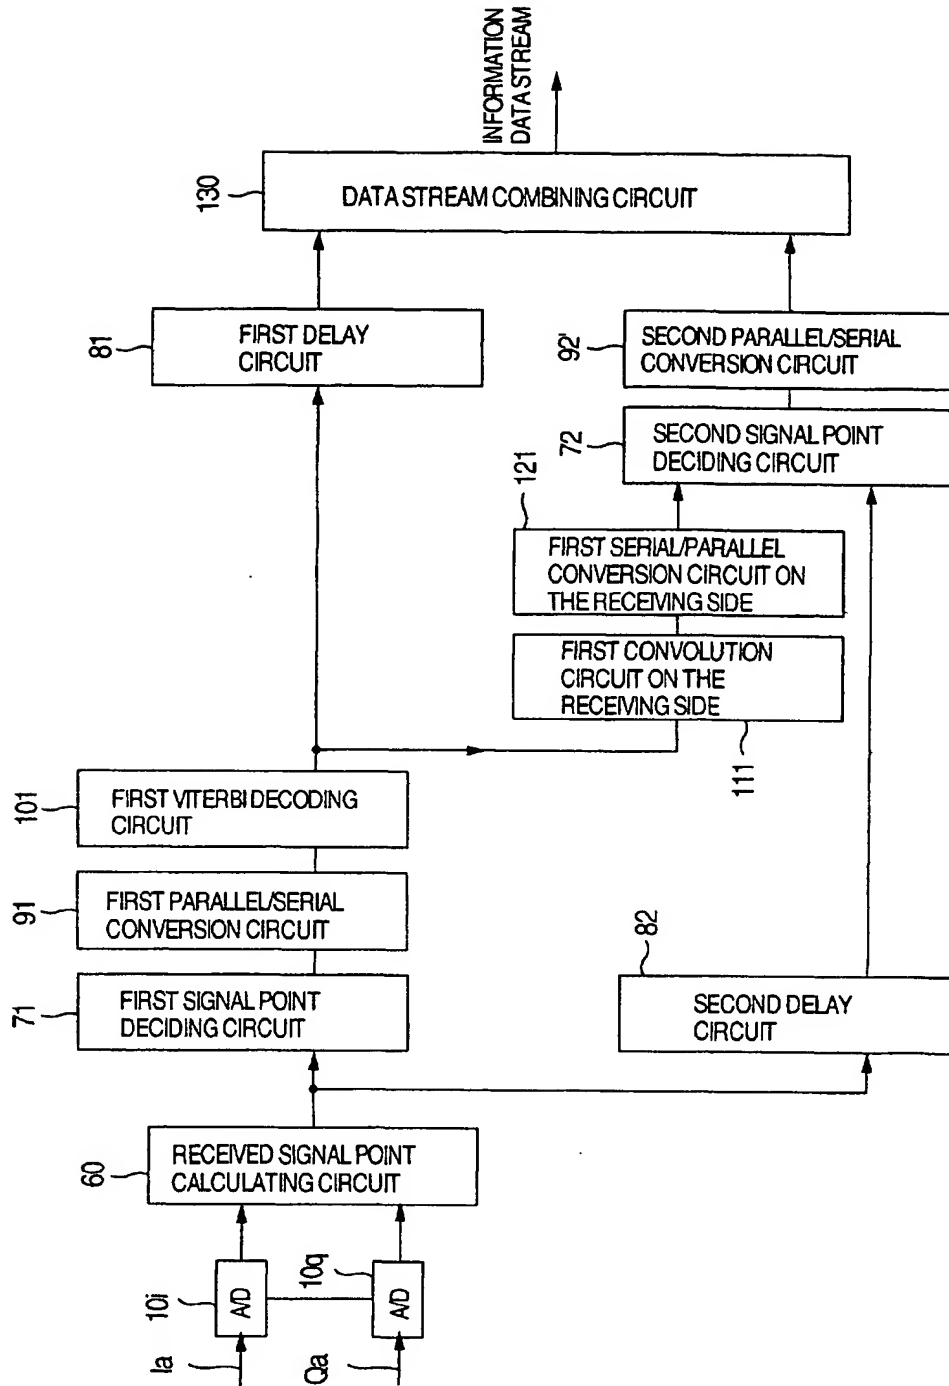 INFORMATION
DATA STREAM
130
DATA STREAM COMBINING CIRCUIT
81
FIRST DELAY
CIRCUIT
92'
SECOND PARALLEL/SERIAL
CONVERSION CIRCUIT
72
SECOND SIGNAL POINT
DECIDING CIRCUIT
121
FIRST SERIAL/PARALLEL
CONVERSION CIRCUIT ON
THE RECEIVING SIDE
FIRST CONVOLUTION
CIRCUIT ON THE
RECEIVING SIDE
111
101
FIRST VITERBI DECODING
CIRCUIT
91
FIRST PARALLEL/SERIAL
CONVERSION CIRCUIT
71
FIRST SIGNAL POINT
DECIDING CIRCUIT
82
SECOND DELAY
CIRCUIT
60
RECEIVED SIGNAL POINT
CALCULATING CIRCUIT
10i
A/D
10q
A/D
Ia
Qa